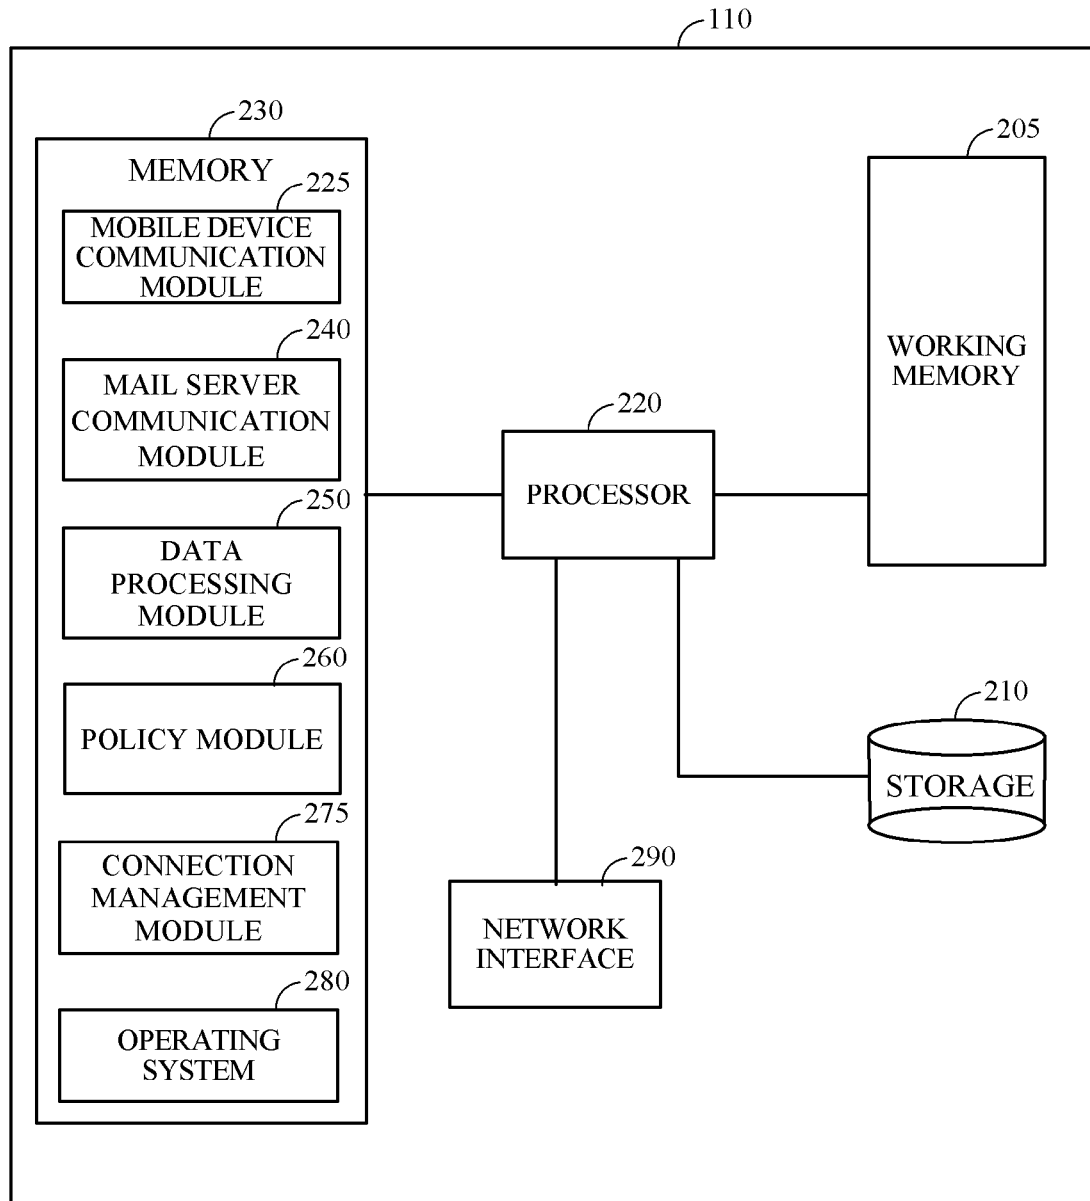 110
230
MEMORY
225
MOBILE DEVICE
COMMUNICATION
MODULE
240
MAIL SERVER
COMMUNICATION
MODULE
250
DATA
PROCESSING
MODULE
260
POLICY MODULE
275
CONNECTION
MANAGEMENT
MODULE
280
OPERATING
SYSTEM
220
PROCESSOR
290
NETWORK
INTERFACE
205
WORKING
MEMORY
210
STORAGE